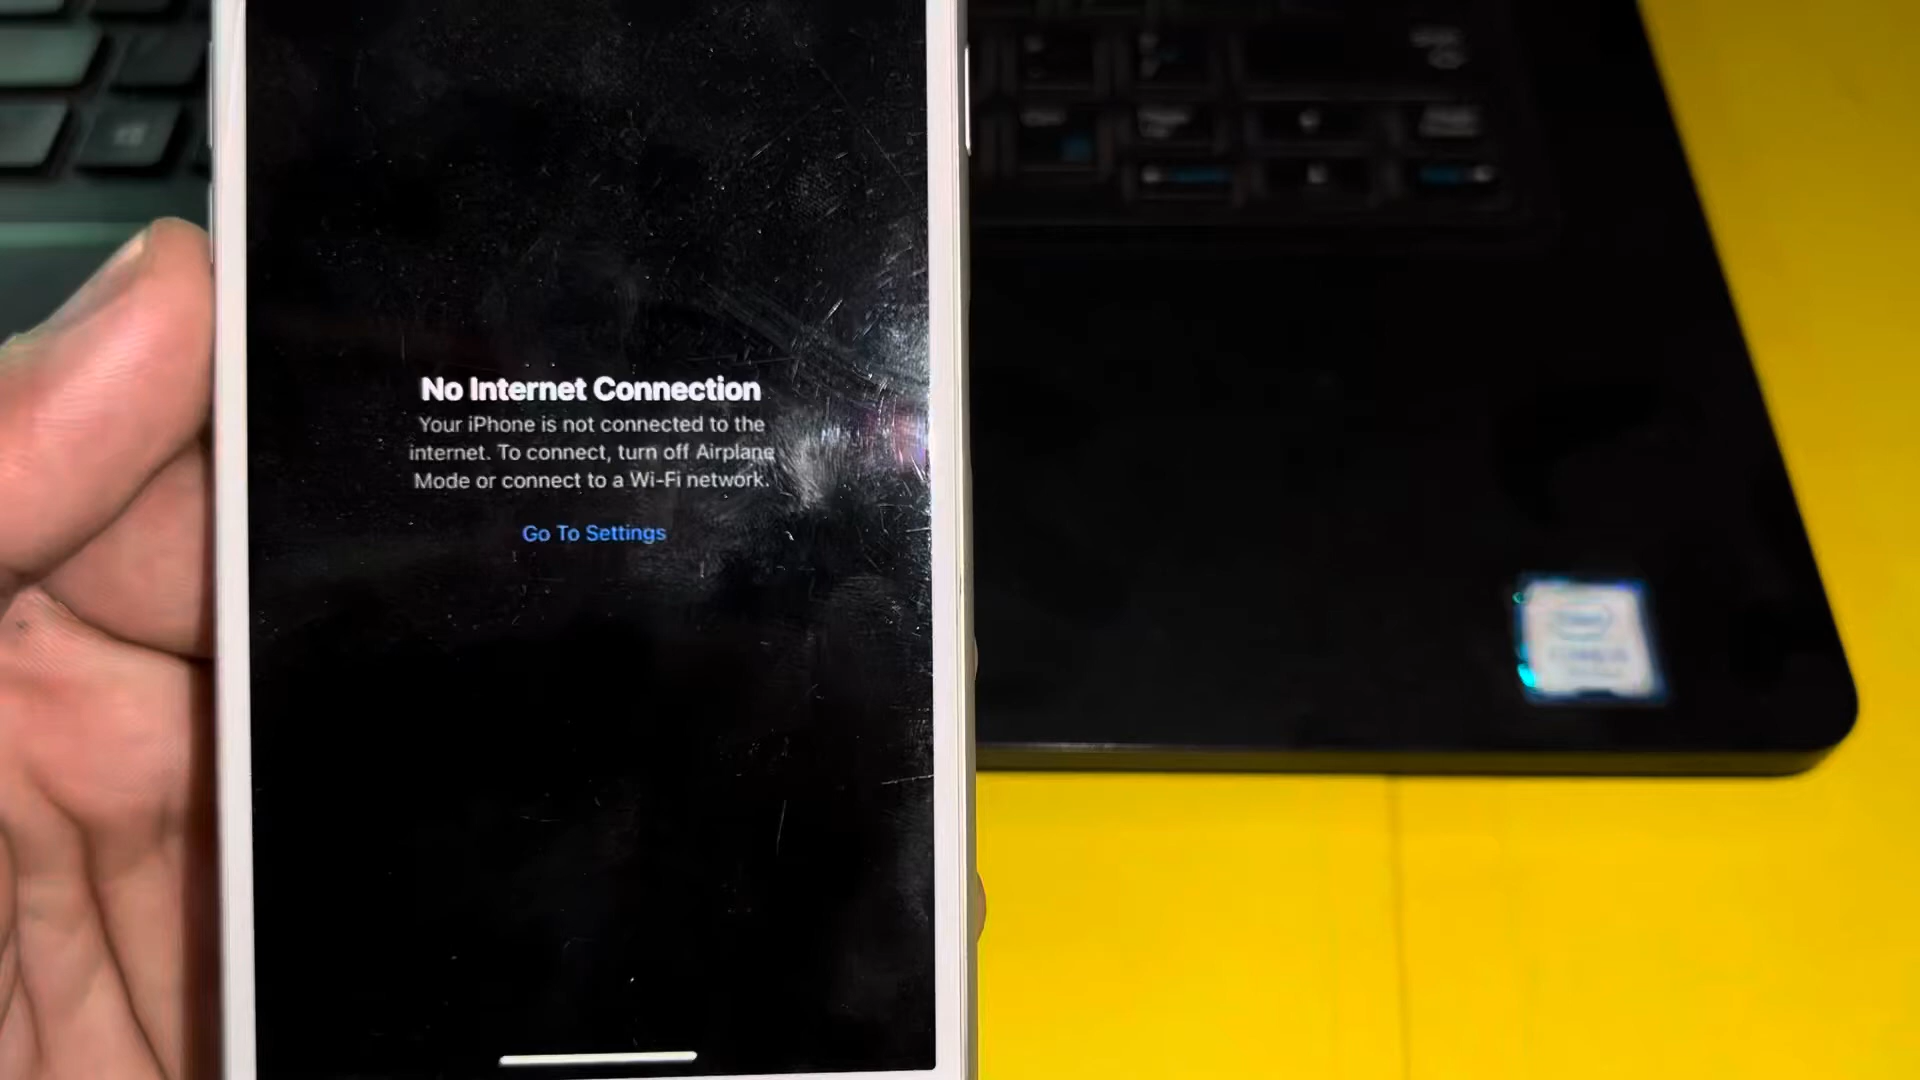 No Internet Connection
Your iPhone is not connected to the
internet. To connect, turn off Airplane
Mode or connect to a Wi-Fi network.
Go To Settings